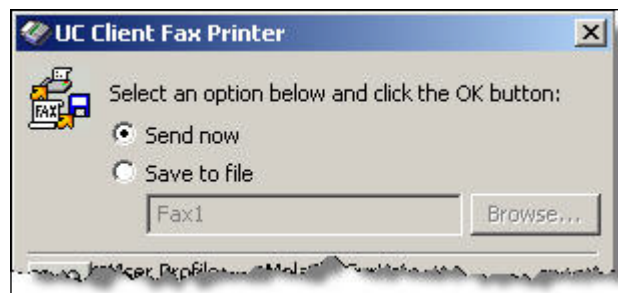 UC Client Fax Printer
Select an option below and click the OK button:
FAX
Send now
Save to file
Fax1
Browse...